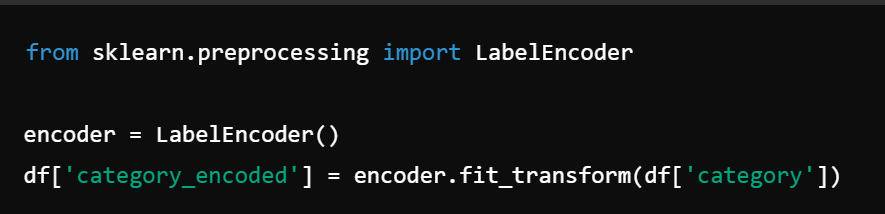 from sklearn.preprocessing import LabelEncoder
encoder = LabelEncoder()
df['category_encoded'] = encoder.fit_transform(df['category'])